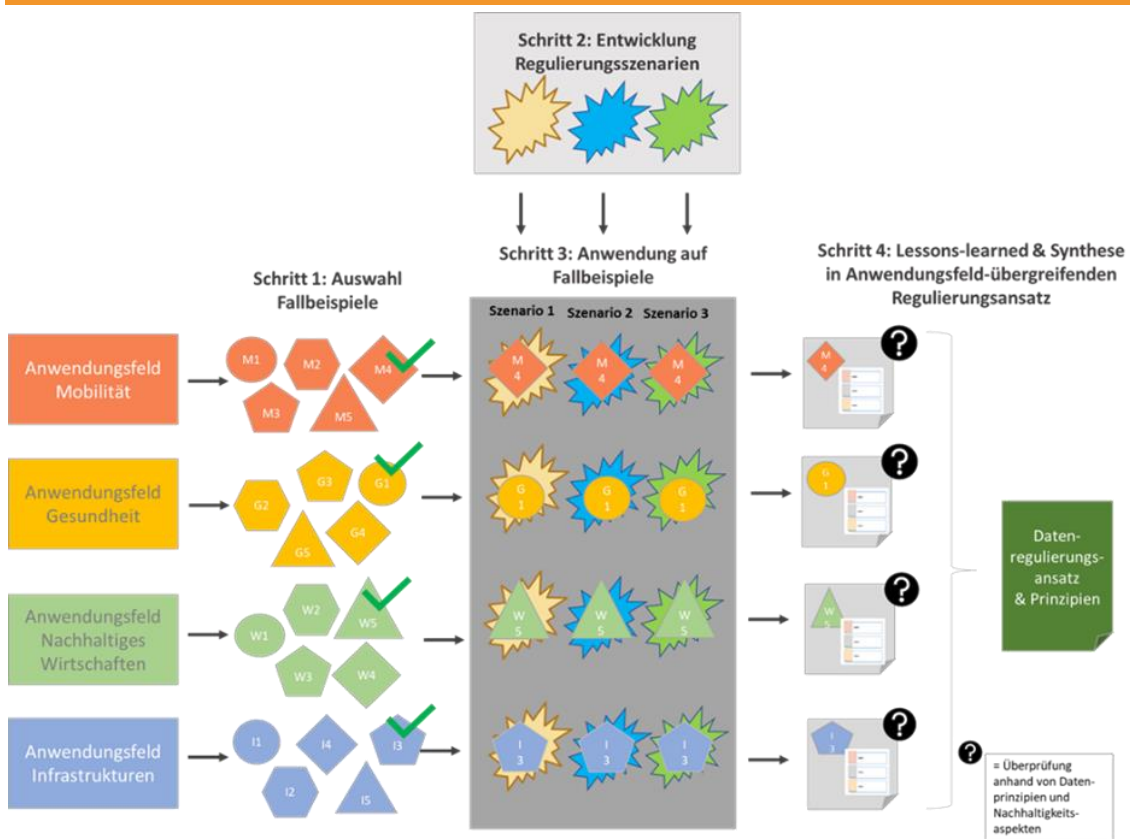 Schritt 2: Entwicklung
Regulierungsszenarien
Schritt 3: Anwendung auf
Fallbeispiele
Schritt 4: Lessons-learned & Synthese
in Anwendungsfeld-übergreifenden
Regulierungsansatz
Schritt 1: Auswahl
Fallbeispiele
Szenario 1 Szenario 2 Szenario 3
Anwendungsfeld
Mobilität
M1
M2
M4
M3
M5
M
4
M
4
M
4
M
4
?
Anwendungsfeld
Gesundheit
G2
G3
G1
G5
G4
G
1
G
1
G
1
G
1
?
Anwendungsfeld
Nachhaltiges
Wirtschaften
W1
W2
W5
W3
W4
W
5
W
5
W
5
W
5
?
Anwendungsfeld
Infrastrukturen
I1
I4
I3
I2
I5
I
3
I
3
I
3
I
3
?
Daten-
regulierungs-
ansatz
& Prinzipien
?
= Überprüfung
anhand von Daten-
prinzipien und
Nachhaltigkeits-
aspekten